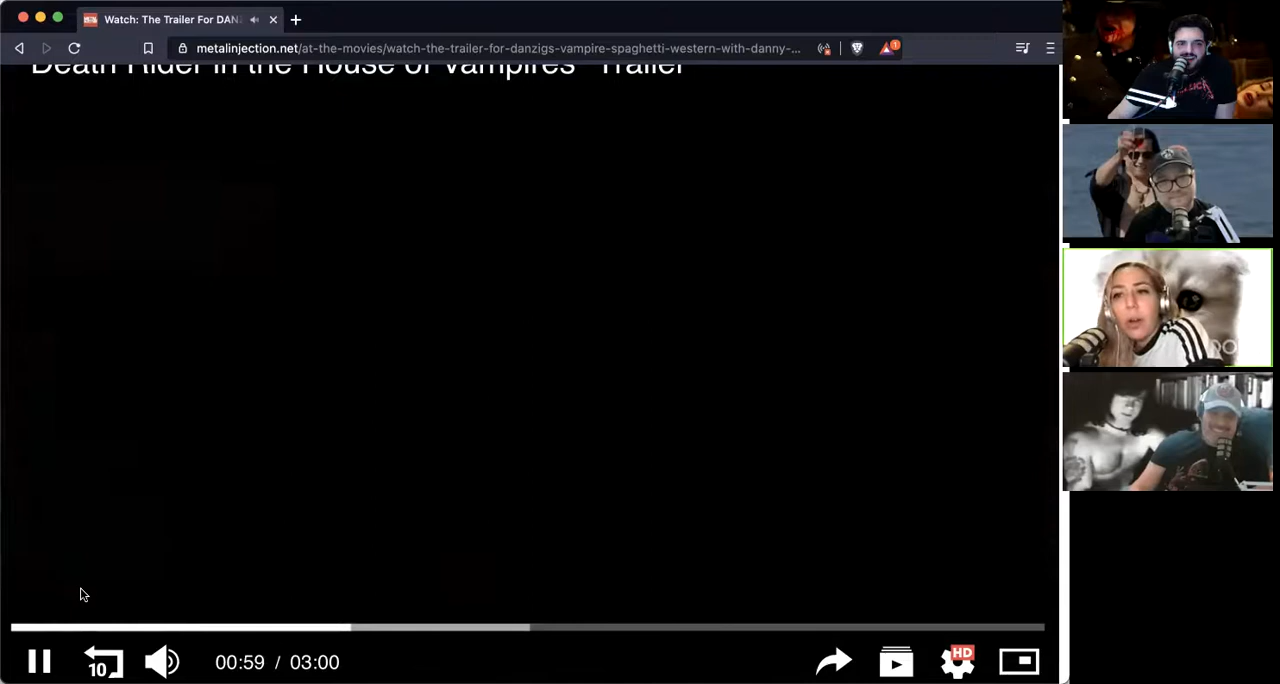 Watch: The Trailer For DAN
metalinjection.net/at-the-movies/watch-the-trailer-for-danzigs-vampire-spaghetti-western-with-danny-...
1
Death Rider in the House of Vampires" Trailer
10
00:59 / 03:00
HD